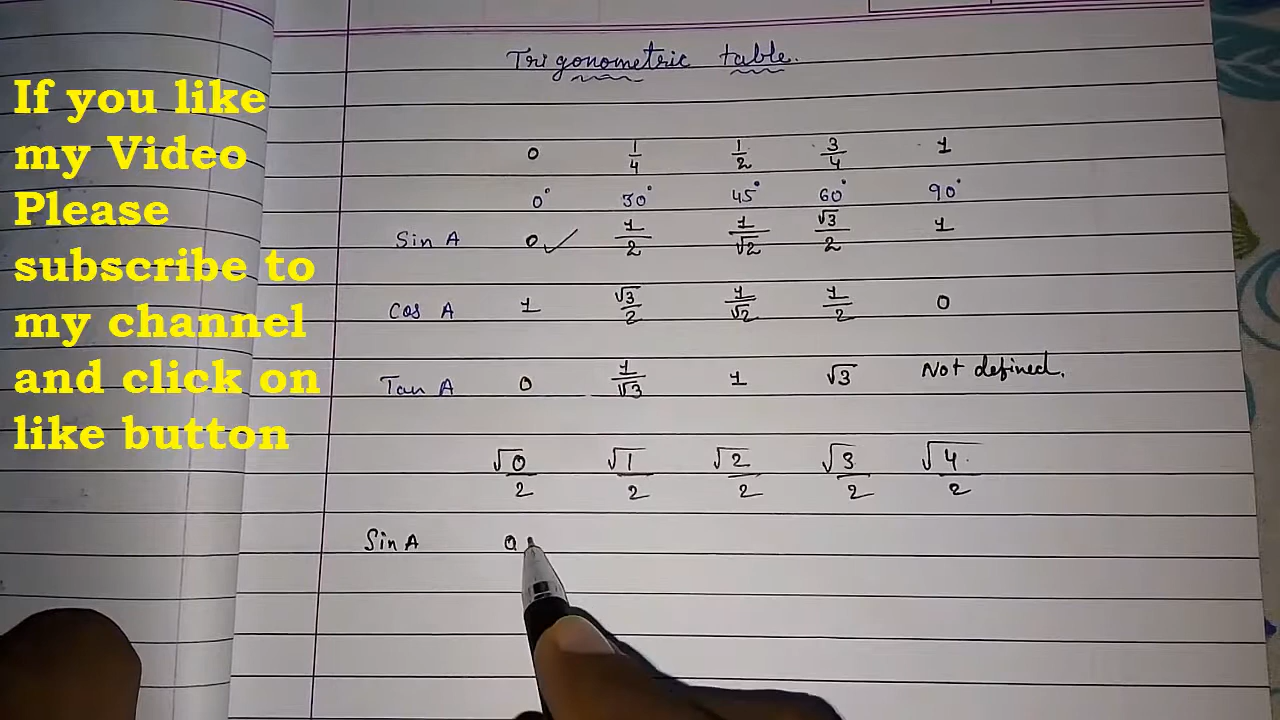 If you like
my Video
Please
subscribe to
my channel
and click on
like button
Trigonometric table.
0 1/4 1/2 3/4 1
0° 30° 45° 60° 90°
Sin A 0 ✓ 1/2 1/√2 √3/2 1
Cos A 1 √3/2 1/√2 1/2 0
Tan A 0 1/√3 1 √3 Not defined.
√0/2 √1/2 √2/2 √3/2 √4/2
Sin A 0